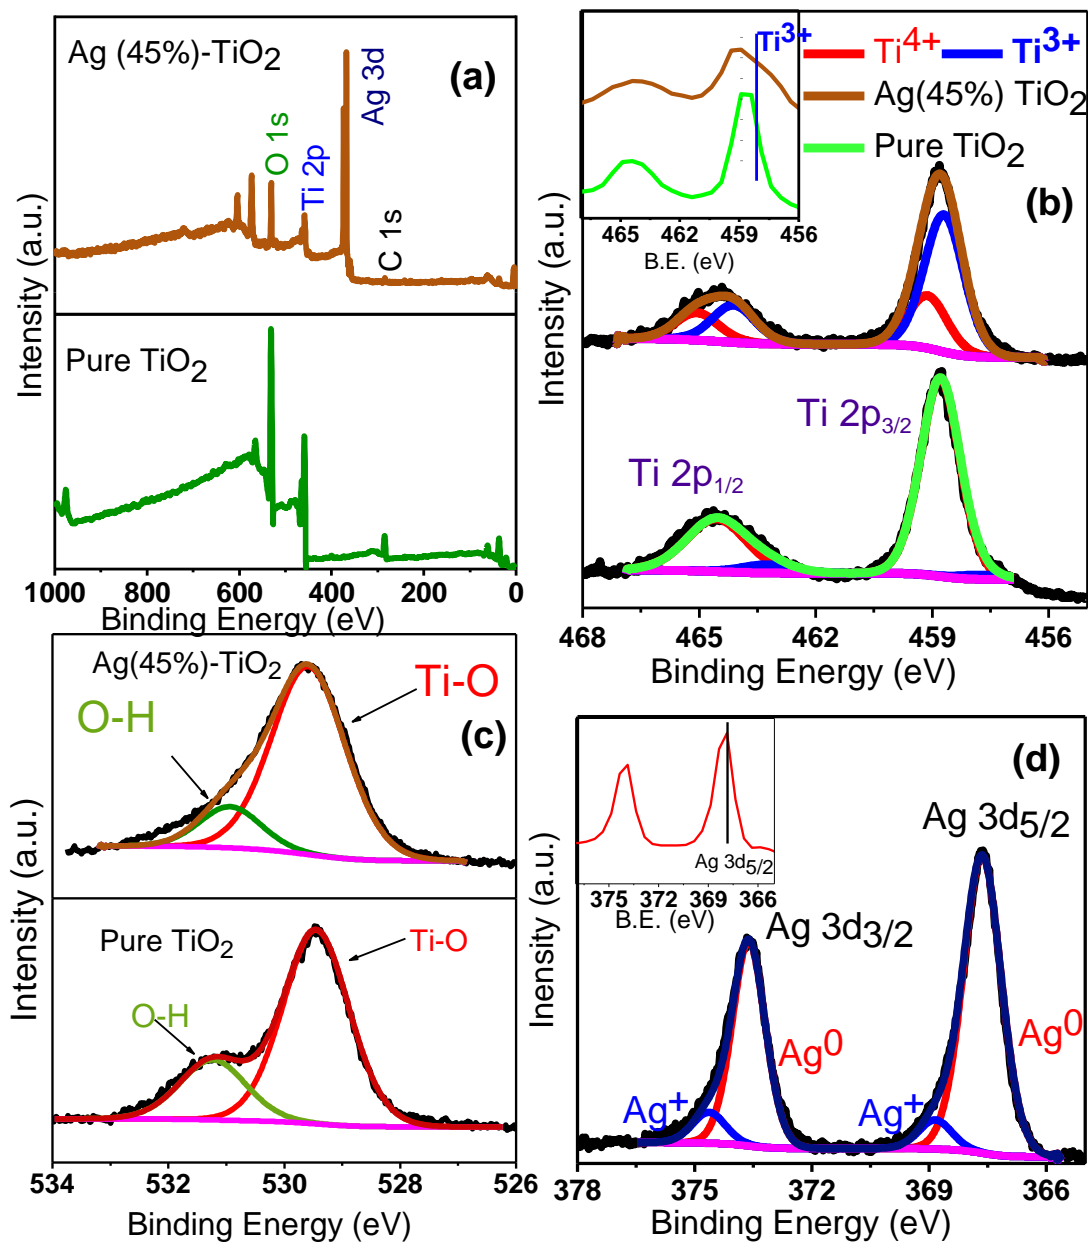 Ag (45%)-TiO2
(a)
Ag 3d
O 1s
Ti 2p
C 1s
Intensity (a.u.)
Pure TiO2
1000 800 600 400 200 0
Binding Energy (eV)
Ti3+
465 462 459 456
B.E. (eV)
Ti4+ Ti3+
Ag(45%) TiO2
Pure TiO2
(b)
Intensity (a.u.)
Ti 2p3/2
Ti 2p1/2
468 465 462 459 456
Binding Energy (eV)
Ag(45%)-TiO2
Ti-O
O-H
(c)
Intensity (a.u.)
Pure TiO2
Ti-O
O-H
534 532 530 528 526
Binding Energy (eV)
Ag 3d5/2
375 372 369 366
B.E. (eV)
(d)
Ag 3d5/2
Ag 3d3/2
Inensity (a.u.)
Ag0
Ag0
Ag+
Ag+
378 375 372 369 366
Binding Energy (eV)